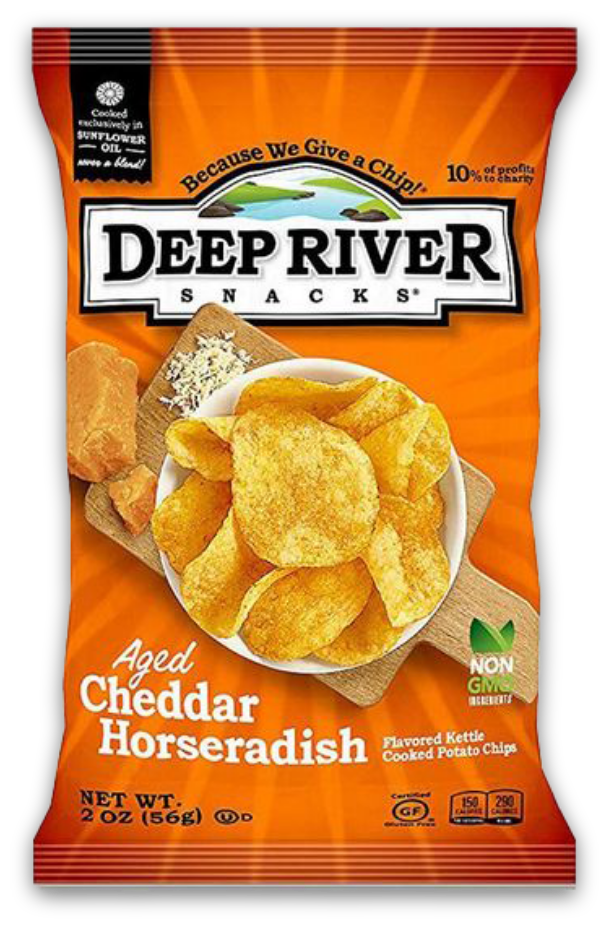 Cooked
exclusively in
SUNFLOWER
OIL
never a blend!
Because We Give a Chip!®
10% of profits
to charity
DEEP RIVER
SNACKS®
Aged
Cheddar
Horseradish
Flavored Kettle
Cooked Potato Chips
NON
GMO
INGREDIENTS
NET WT.
2 OZ (56g)
U D
Certified
GF
Gluten Free
150 290
CALORIES CALORIES